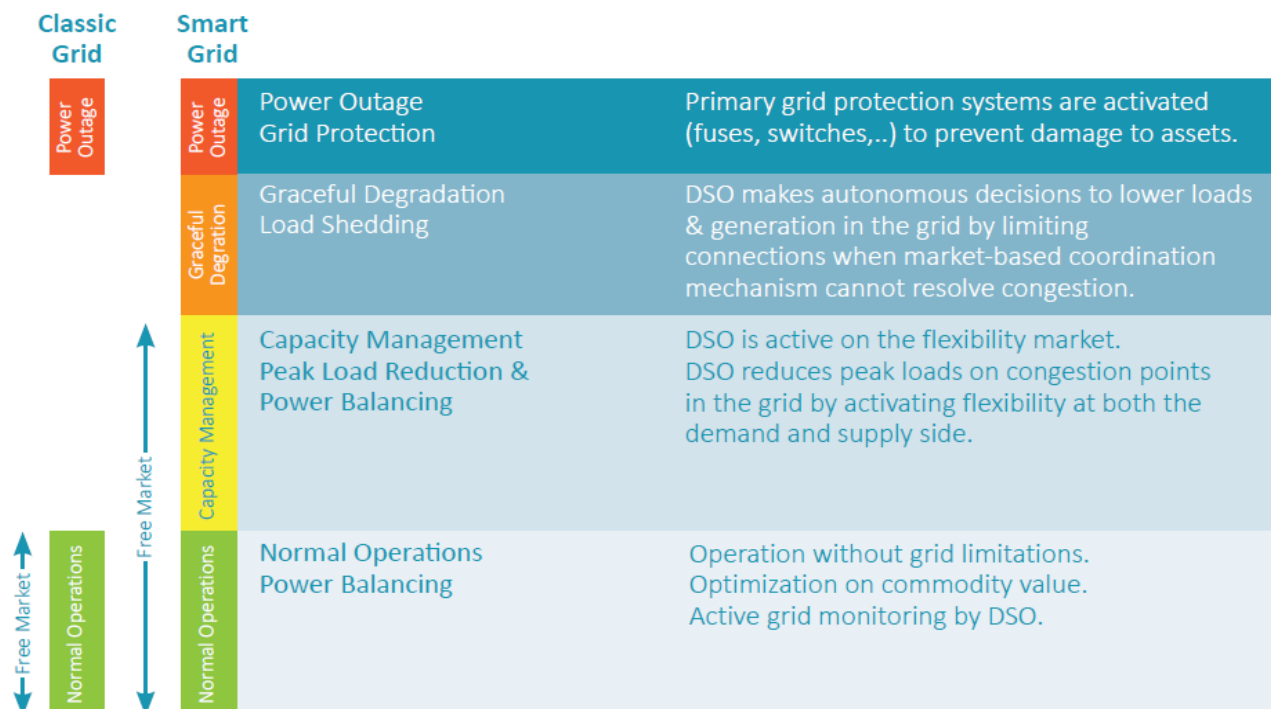 Classic
Grid
Smart
Grid
Power
Outage
Power
Outage
Power Outage
Grid Protection
Primary grid protection systems are activated
(fuses, switches,..) to prevent damage to assets.
Graceful
Degration
Graceful Degradation
Load Shedding
DSO makes autonomous decisions to lower loads
& generation in the grid by limiting
connections when market-based coordination
mechanism cannot resolve congestion.
Free Market
Capacity Management
Capacity Management
Peak Load Reduction &
Power Balancing
DSO is active on the flexibility market.
DSO reduces peak loads on congestion points
in the grid by activating flexibility at both the
demand and supply side.
Free Market
Normal Operations
Normal Operations
Normal Operations
Power Balancing
Operation without grid limitations.
Optimization on commodity value.
Active grid monitoring by DSO.